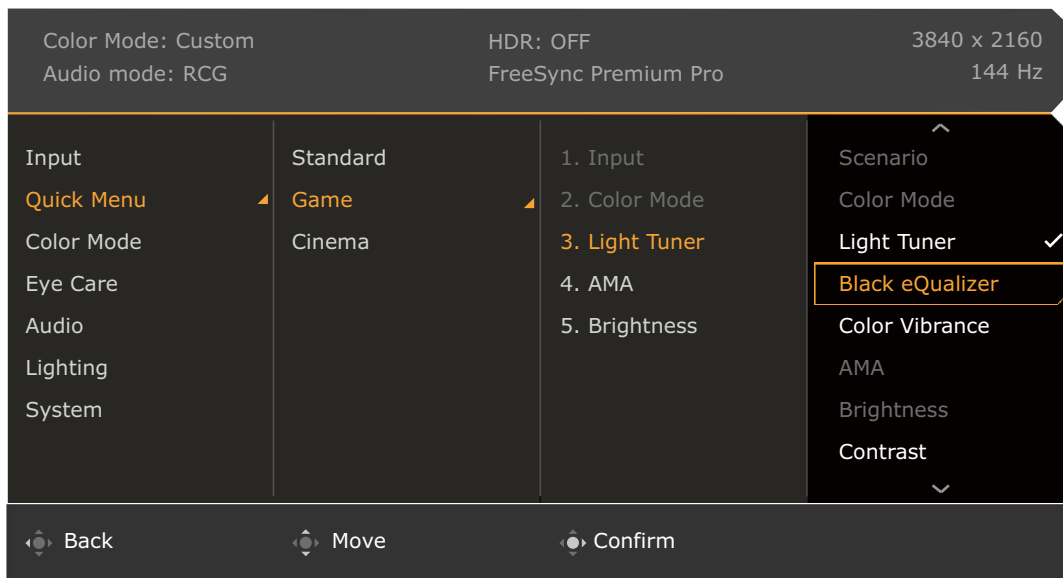 Color Mode: Custom
HDR: OFF
3840 x 2160
Audio mode: RCG
FreeSync Premium Pro
144 Hz
Input
Quick Menu
Color Mode
Eye Care
Audio
Lighting
System
Standard
Game
Cinema
1. Input
2. Color Mode
3. Light Tuner
4. AMA
5. Brightness
Scenario
Color Mode
Light Tuner
Black eQualizer
Color Vibrance
AMA
Brightness
Contrast
Back
Move
Confirm